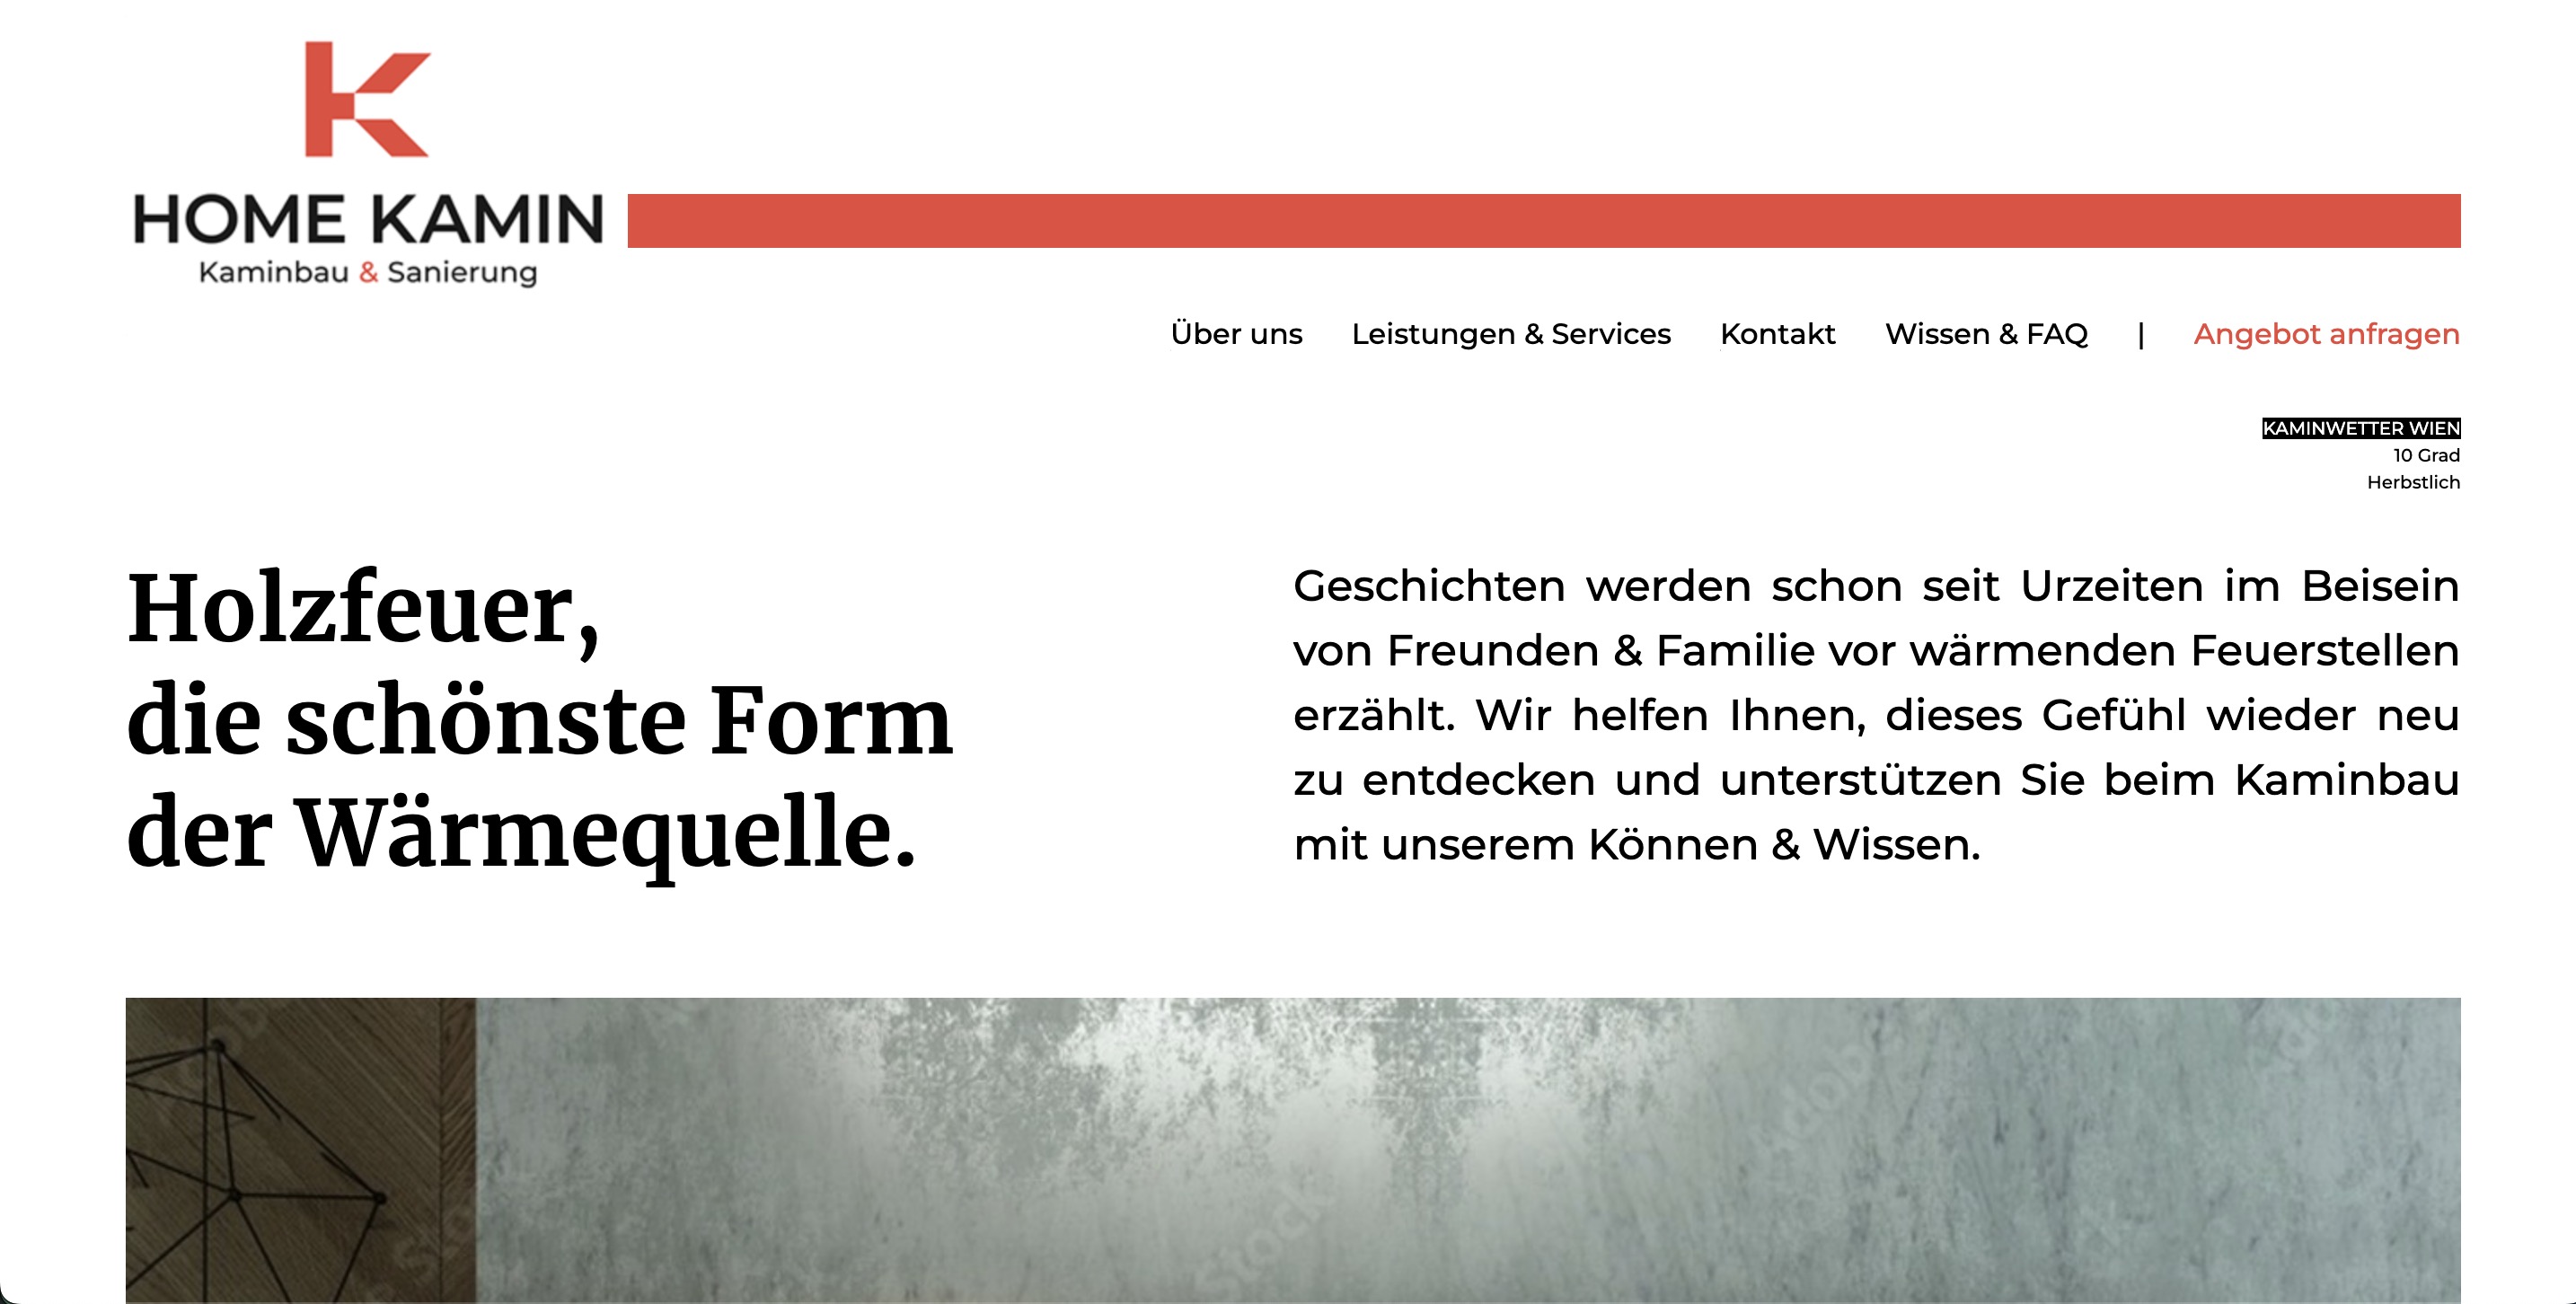 K
HOME KAMIN
Kaminbau & Sanierung
Über uns Leistungen & Services Kontakt Wissen & FAQ | Angebot anfragen
KAMINWETTER WIEN
10 Grad
Herbstlich
Holzfeuer,
die schönste Form
der Wärmequelle.
Geschichten werden schon seit Urzeiten im Beisein
von Freunden & Familie vor wärmenden Feuerstellen
erzählt. Wir helfen Ihnen, dieses Gefühl wieder neu
zu entdecken und unterstützen Sie beim Kaminbau
mit unserem Können & Wissen.
Stock